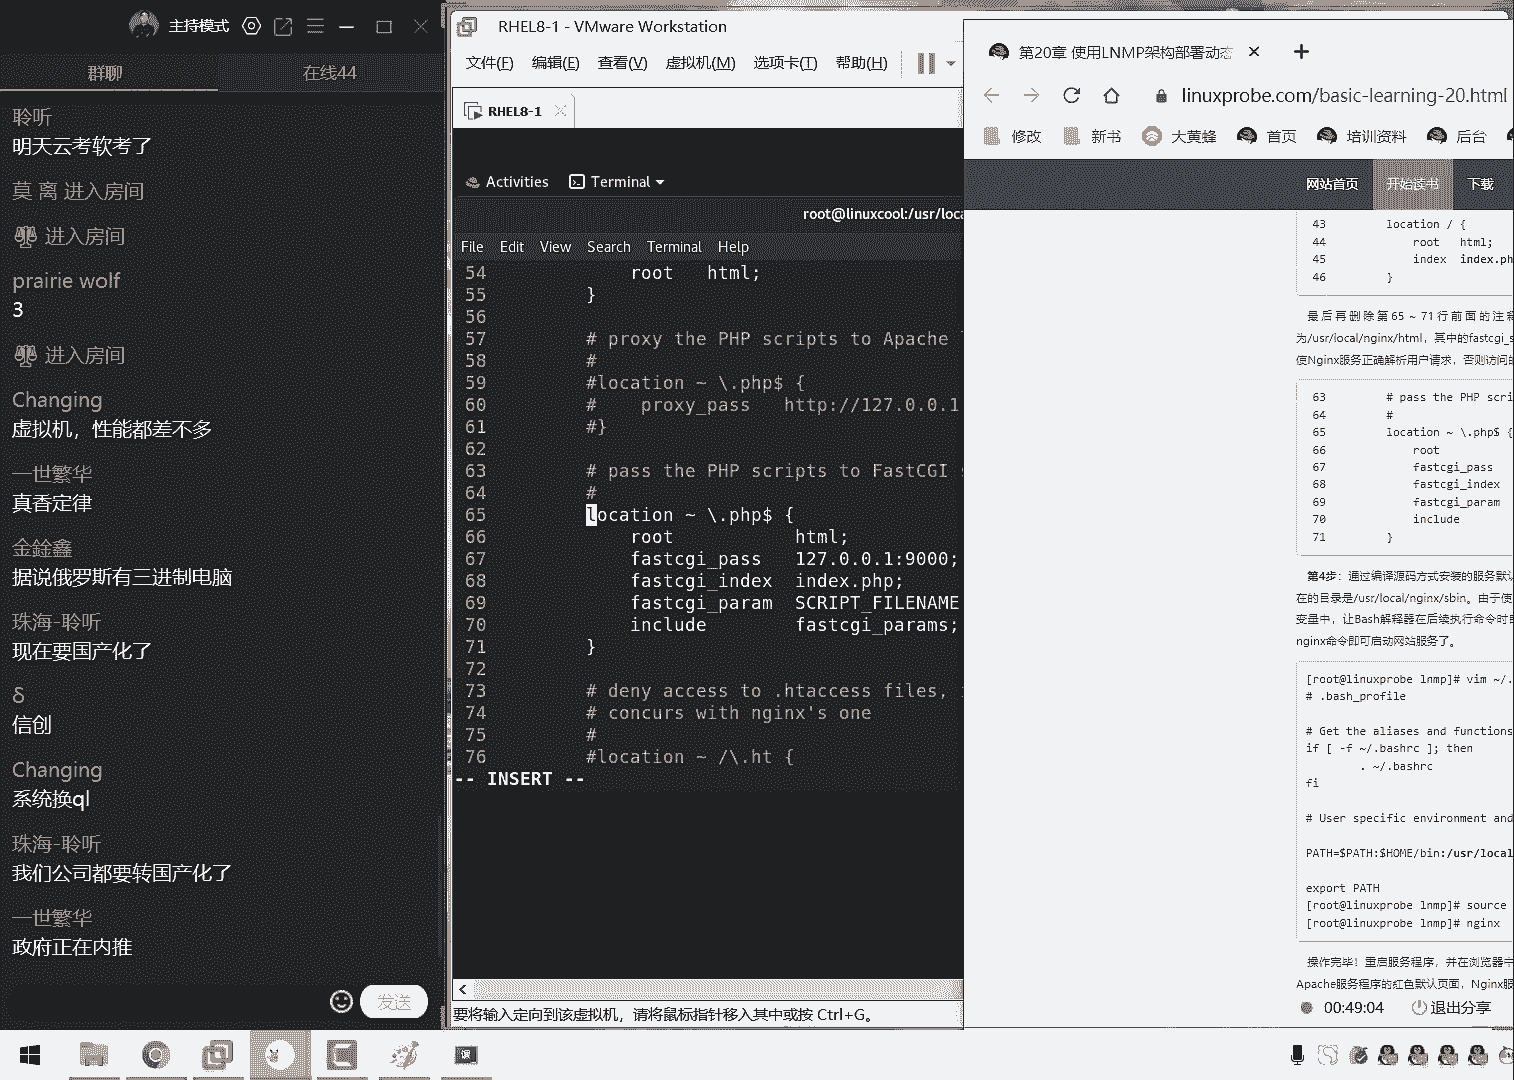 主持模式
群聊
在线44
聆听
明天云考软考了
莫 离 进入房间
进入房间
prairie wolf
3
进入房间
Changing
虚拟机，性能都差不多
一世繁华
真香定律
金銓鑫
据说俄罗斯有三进制电脑
珠海-聆听
现在要国产化了
δ
信创
Changing
系统换ql
珠海-聆听
我们公司都要转国产化了
一世繁华
政府正在内推
发送
RHEL8-1 - VMware Workstation
文件(F) 编辑(E) 查看(V) 虚拟机(M) 选项卡(T) 帮助(H)
RHEL8-1
Activities Terminal
root@linuxcool:/usr/loca
File Edit View Search Terminal Help
54 root html;
55 }
56
57 # proxy the PHP scripts to Apache
58 #
59 #location ~ \.php$ {
60 # proxy_pass http://127.0.0.1
61 #}
62
63 # pass the PHP scripts to FastCGI
64 #
65 location ~ \.php$ {
66 root html;
67 fastcgi_pass 127.0.0.1:9000;
68 fastcgi_index index.php;
69 fastcgi_param SCRIPT_FILENAME
70 include fastcgi_params;
71 }
72
73 # deny access to .htaccess files,
74 # concurs with nginx's one
75 #
76 #location ~ /\.ht {
-- INSERT --
要将输入定向到该虚拟机，请将鼠标指针移入其中或按 Ctrl+G。
第20章 使用LNMP架构部署动态
linuxprobe.com/basic-learning-20.html
修改 新书 大黄蜂 首页 培训资料 后台
网站首页 开始读书 下载
43 location / {
44 root html;
45 index index.ph
46 }
最后再删除第65～71行前面的注释
为/usr/local/nginx/html，其中的fastcgi_s
使Nginx服务正确解析用户请求，否则访问的
63 # pass the PHP scri
64 #
65 location ~ \.php$ {
66 root
67 fastcgi_pass
68 fastcgi_index
69 fastcgi_param
70 include
71 }
第4步：通过编译源码方式安装的服务默认
在的目录是/usr/local/nginx/sbin。由于使
变量中，让Bash解释器在后续执行命令时自
nginx命令即可启动网站服务了。
[root@linuxprobe lnmp]# vim ~/.
# .bash_profile
# Get the aliases and functions
if [ -f ~/.bashrc ]; then
. ~/.bashrc
fi
# User specific environment and
PATH=$PATH:$HOME/bin:/usr/local
export PATH
[root@linuxprobe lnmp]# source
[root@linuxprobe lnmp]# nginx
操作完毕！重启服务程序，并在浏览器中
Apache服务程序的红色默认页面，Nginx服
00:49:04 退出分享